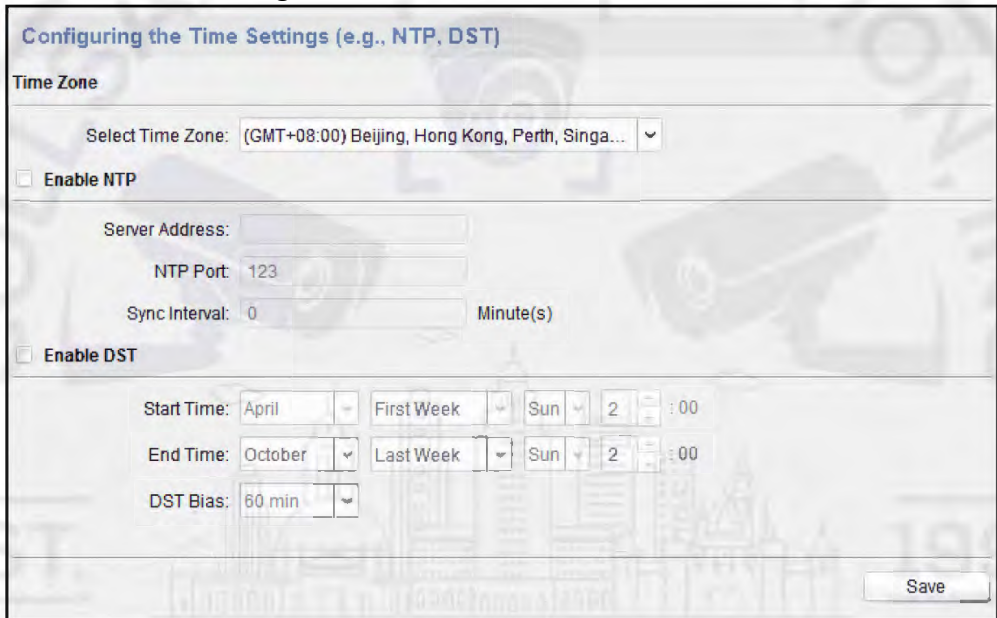 Configuring the Time Settings (e.g., NTP, DST)
Time Zone
Select Time Zone: (GMT+08:00) Beijing, Hong Kong, Perth, Singa...
Enable NTP
Server Address:
NTP Port: 123
Sync Interval: 0 Minute(s)
Enable DST
Start Time: April First Week Sun 2 : 00
End Time: October Last Week Sun 2 : 00
DST Bias: 60 min
Save